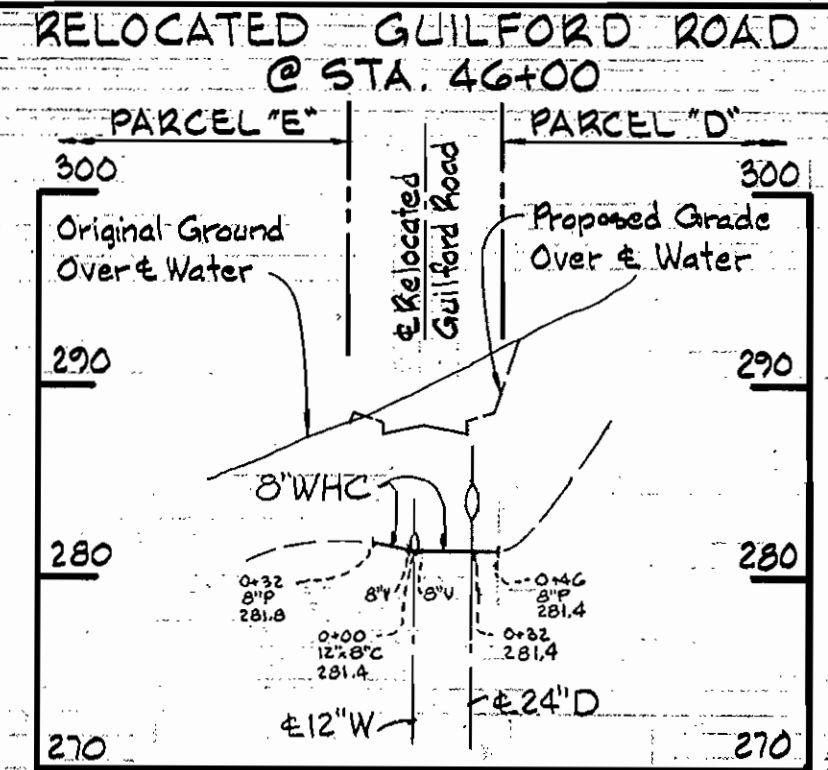 RELOCATED GUILFORD ROAD
@ STA. 46+00
PARCEL "E"
PARCEL "D"
300
300
Original Ground
Over ℄ Water
℄ Relocated
Guilford Road
Proposed Grade
Over ℄ Water
290
290
8"WHC
280
280
0+32
8"P
281.8
8"V
8"V
0+46
8"P
281.4
0+00
12"x8"C
281.4
0+32
281.4
℄ 12"W
℄ 24"D
270
270